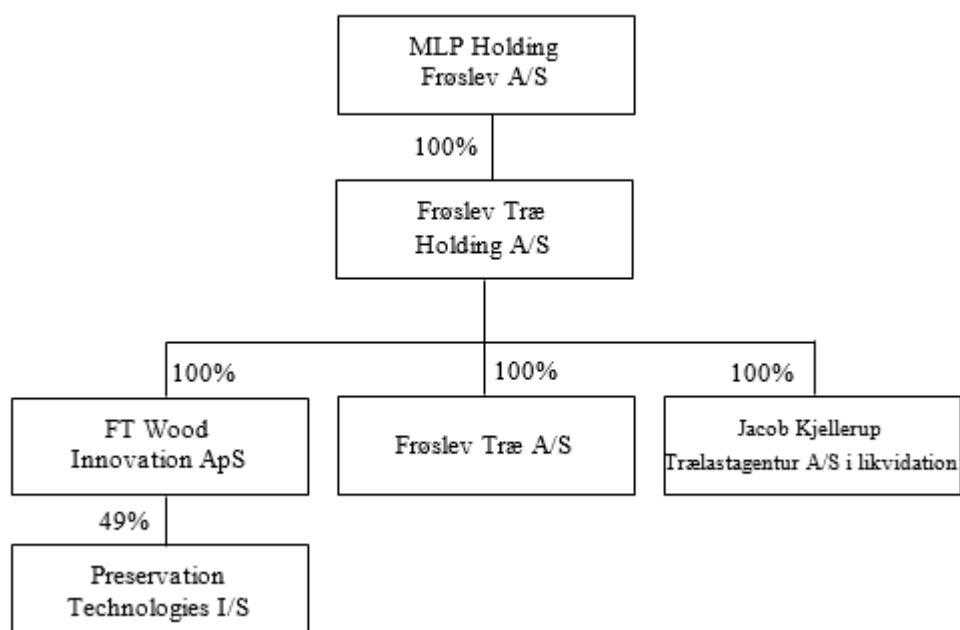 MLP Holding
Frøslev A/S
100%
Frøslev Træ
Holding A/S
100%
100%
100%
FT Wood
Innovation ApS
Frøslev Træ A/S
Jacob Kjellerup
Trælastagentur A/S i likvidation
49%
Preservation
Technologies I/S